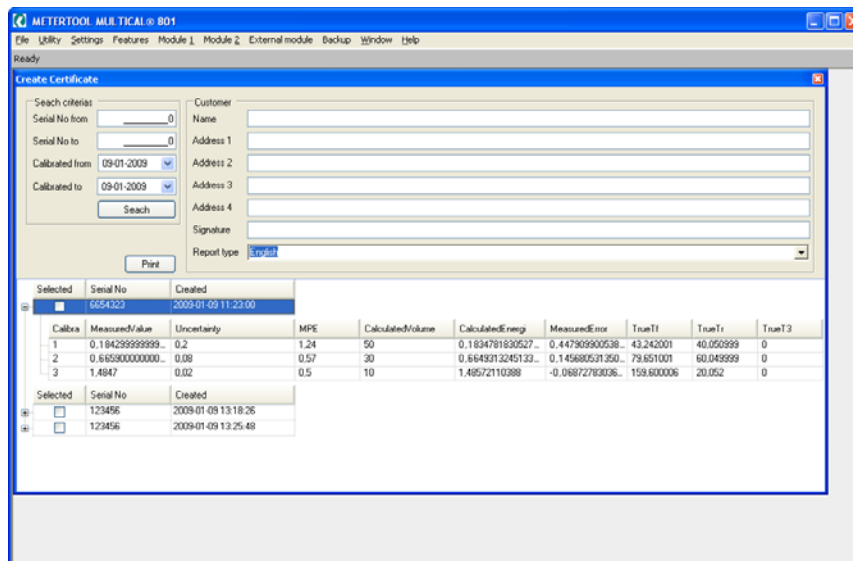 METERTOOL MULTICAL® 801
File Utility Settings Features Module 1 Module 2 External module Backup Window Help
Ready
Create Certificate
Seach criterias
Serial No from 0
Serial No to 0
Calibrated from 09-01-2009
Calibrated to 09-01-2009
Seach
Print
Customer
Name
Address 1
Address 2
Address 3
Address 4
Signature
Report type English
Selected Serial No Created
6654323 2009-01-09 11:23:00
Calibra MeasuredValue Uncertainty MPE CalculatedVolume CalculatedEnergi MeasuredError TrueTf TrueTr TrueT3
1 0,184299999999... 0,2 1,24 50 0,1834781830527... 0,447909900538... 43,242001 40,050999 0
2 0,665900000000... 0,08 0,57 30 0,6649313245133... 0,145680531350... 79,651001 60,049999 0
3 1,4847 0,02 0,5 10 1,48572110388 -0,06872783036... 159,600006 20,052 0
Selected Serial No Created
123456 2009-01-09 13:18:26
123456 2009-01-09 13:25:48